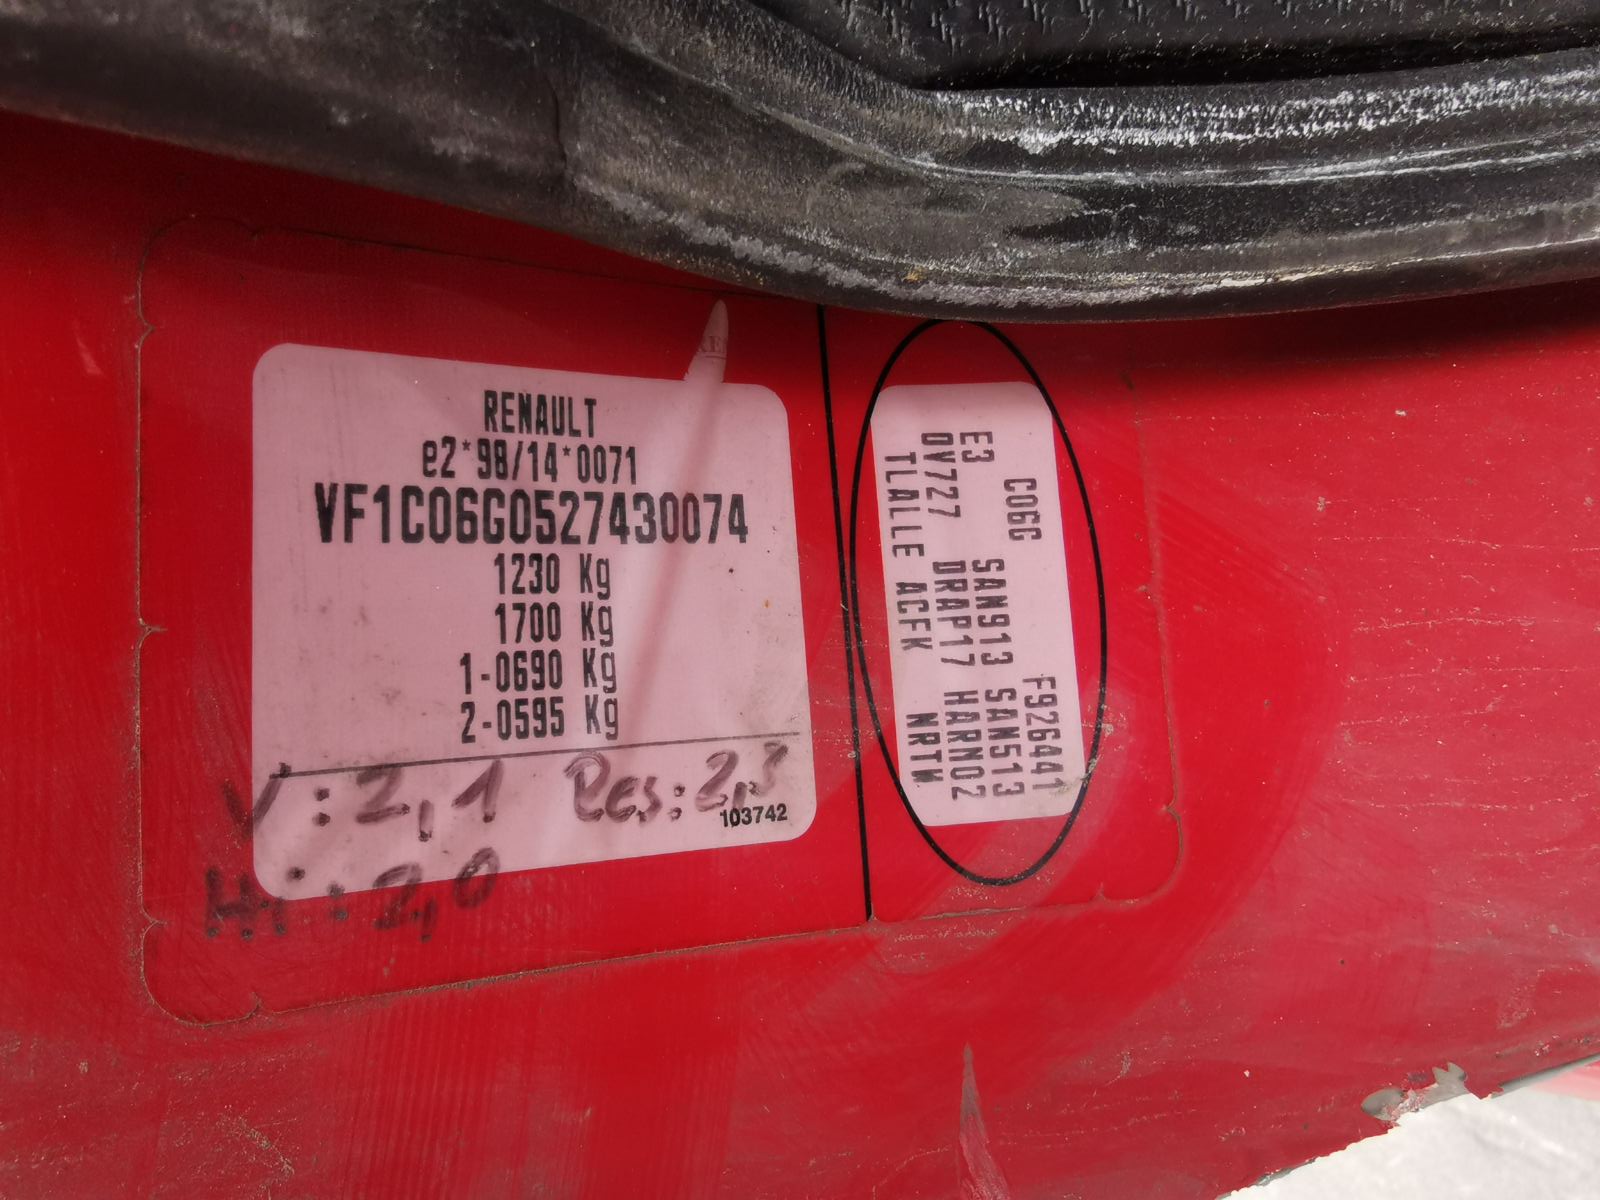 RENAULT
e2*98/14*0071
VF1C06G0527430074
1230 Kg
1700 Kg
1-0690 Kg
2-0595 Kg
V: 2,1 Res: 2,3
103742
Hi: 2,0
C06G F926441
E3 SAN913 SAN513
OV727 DRAP17 HARN02
TLALLE ACFK NRTW